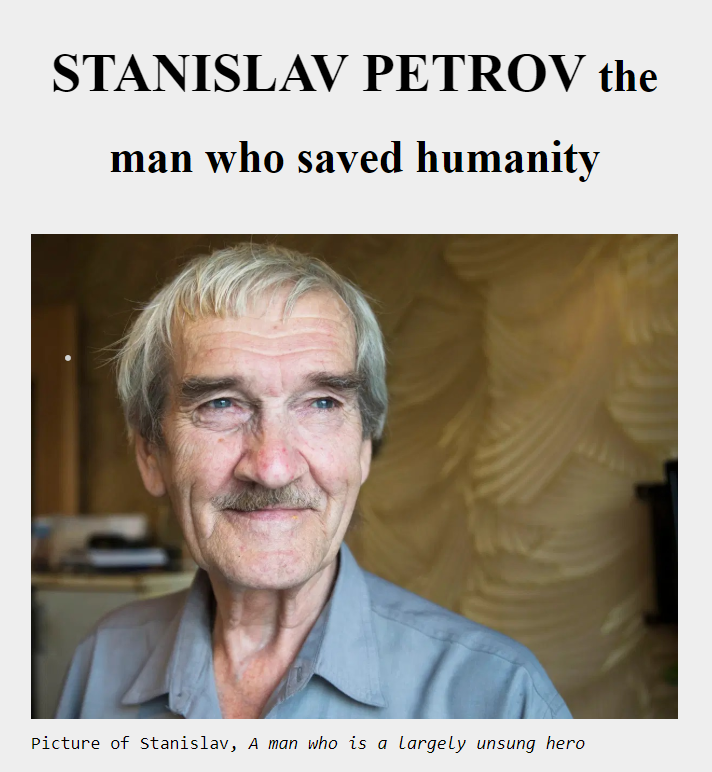 STANISLAV PETROV the
man who saved humanity
Picture of Stanislav, A man who is a largely unsung hero